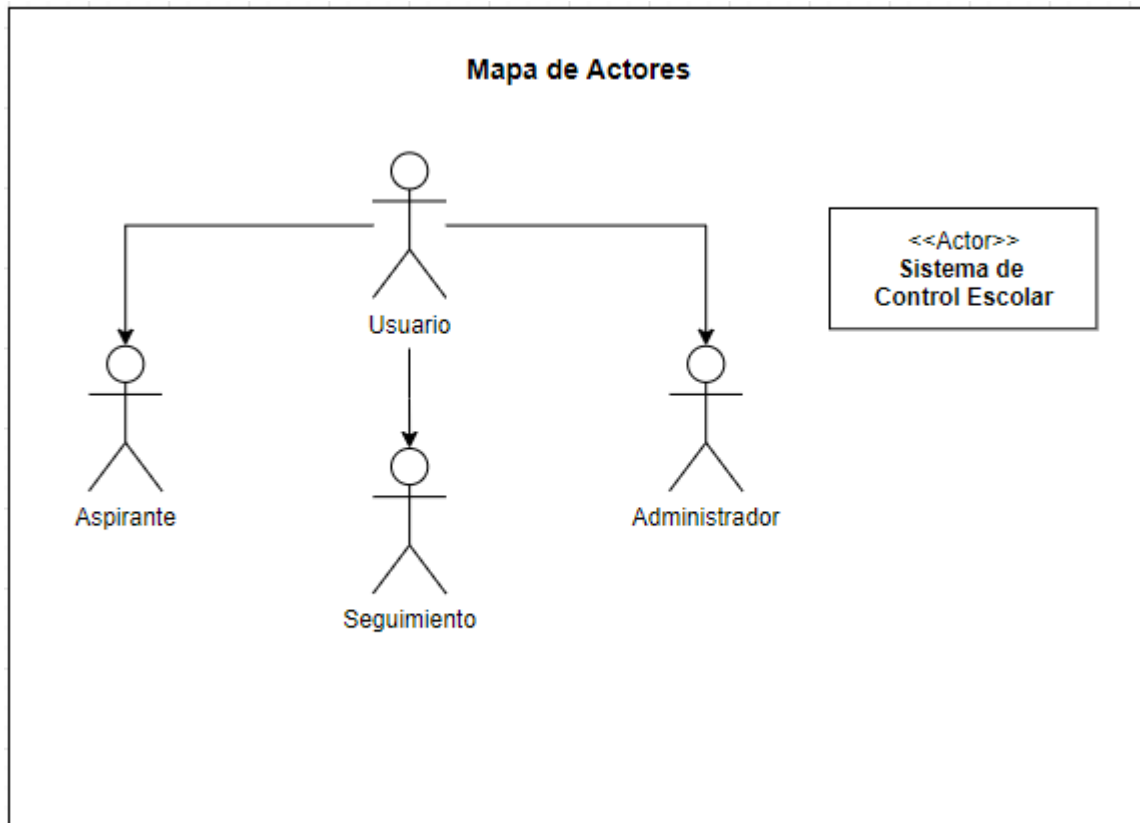 Mapa de Actores
Usuario
<<Actor>>
Sistema de
Control Escolar
Aspirante
Administrador
Seguimiento